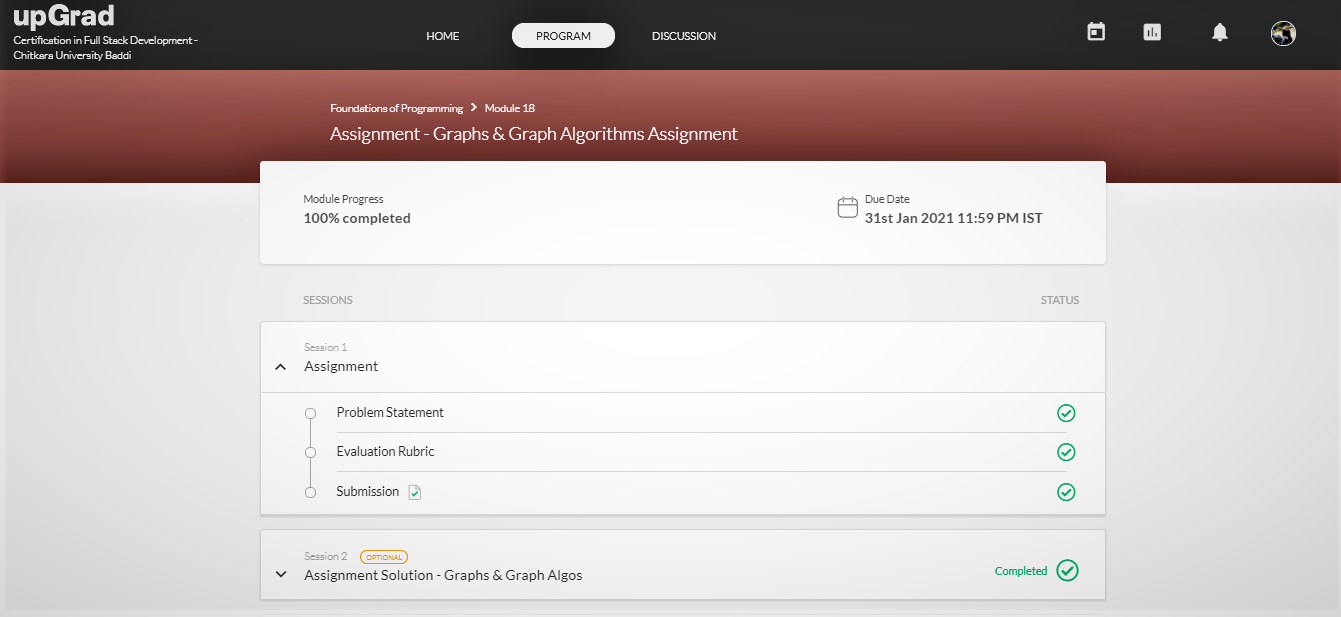 upGrad
Certification in Full Stack Development -
Chitkara University Baddi
HOME
PROGRAM
DISCUSSION
Foundations of Programming > Module 18
Assignment - Graphs & Graph Algorithms Assignment
Module Progress
100% completed
Due Date
31st Jan 2021 11:59 PM IST
SESSIONS
STATUS
Session 1
Assignment
Problem Statement
Evaluation Rubric
Submission
Session 2 OPTIONAL
Assignment Solution - Graphs & Graph Algos
Completed